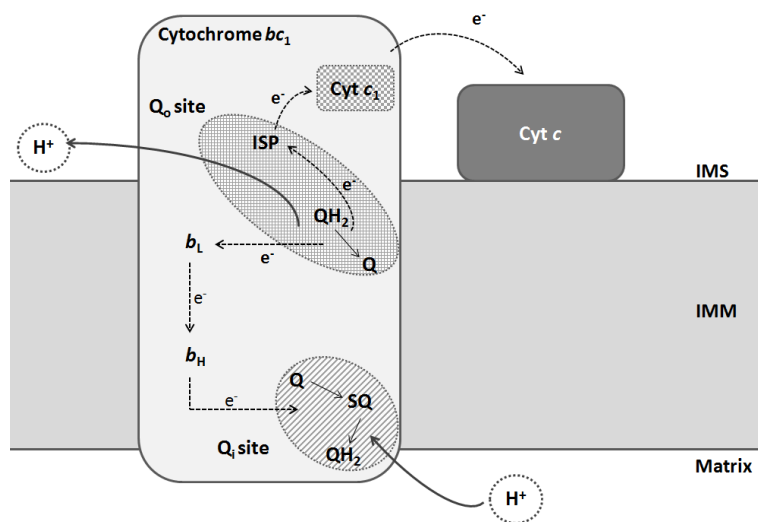 Cytochrome bc1
e-
Cyt c1
e-
Qo site
ISP
Cyt c
H+
IMS
e-
QH2
bL
e-
Q
e-
IMM
bH
Q
e-
SQ
Qi site
QH2
Matrix
H+